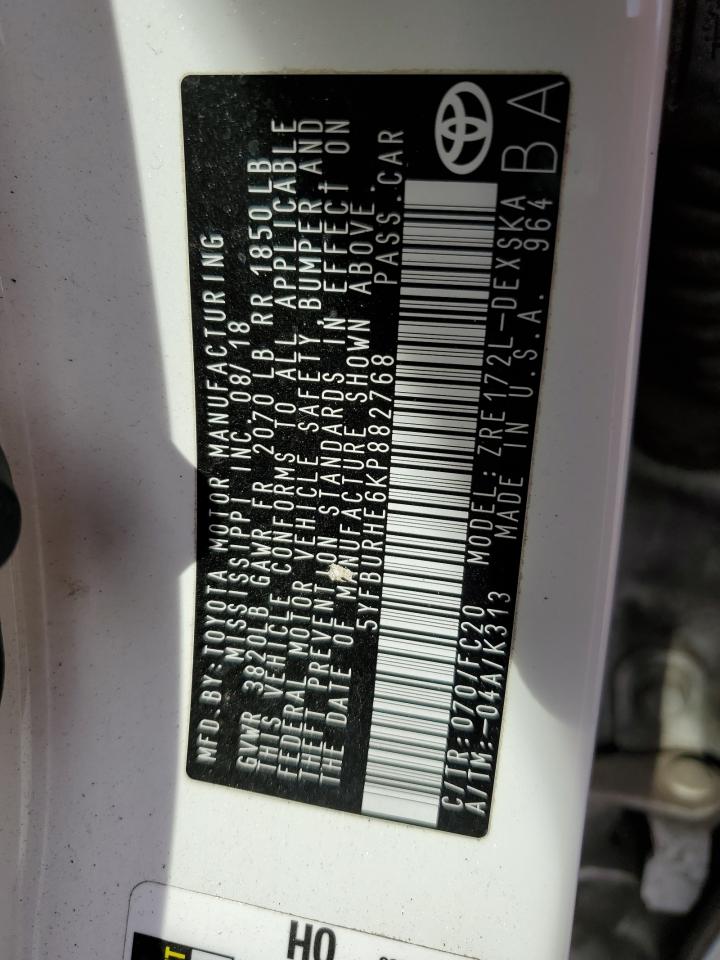 MFD.BY:TOYOTA MOTOR MANUFACTURING
MISSISSIPPI INC. 08/18
GVWR 3820LB GAWR FR 2070 LB RR 1850LB
THIS VEHICLE CONFORMS TO ALL APPLICABLE
FEDERAL MOTOR VEHICLE SAFETY, BUMPER, AND
THEFT PREVENTION STANDARDS IN EFFECT ON
THE DATE OF MANUFACTURE SHOWN ABOVE.
5YFBURHE6KP882768 PASS.CAR
C/TR:070/FC20 MODEL: ZRE172L-DEXSKA
A/TM:-04A/K313 MADE IN U.S.A. 964
BA
HO